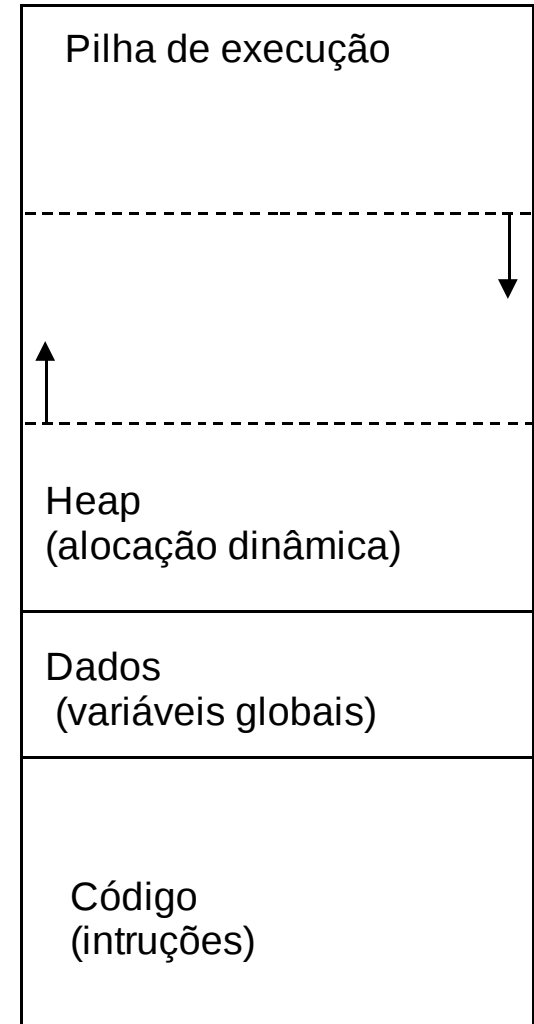 Pilha de execução
Heap
(alocação dinâmica)
Dados
(variáveis globais)
Código
(intruções)